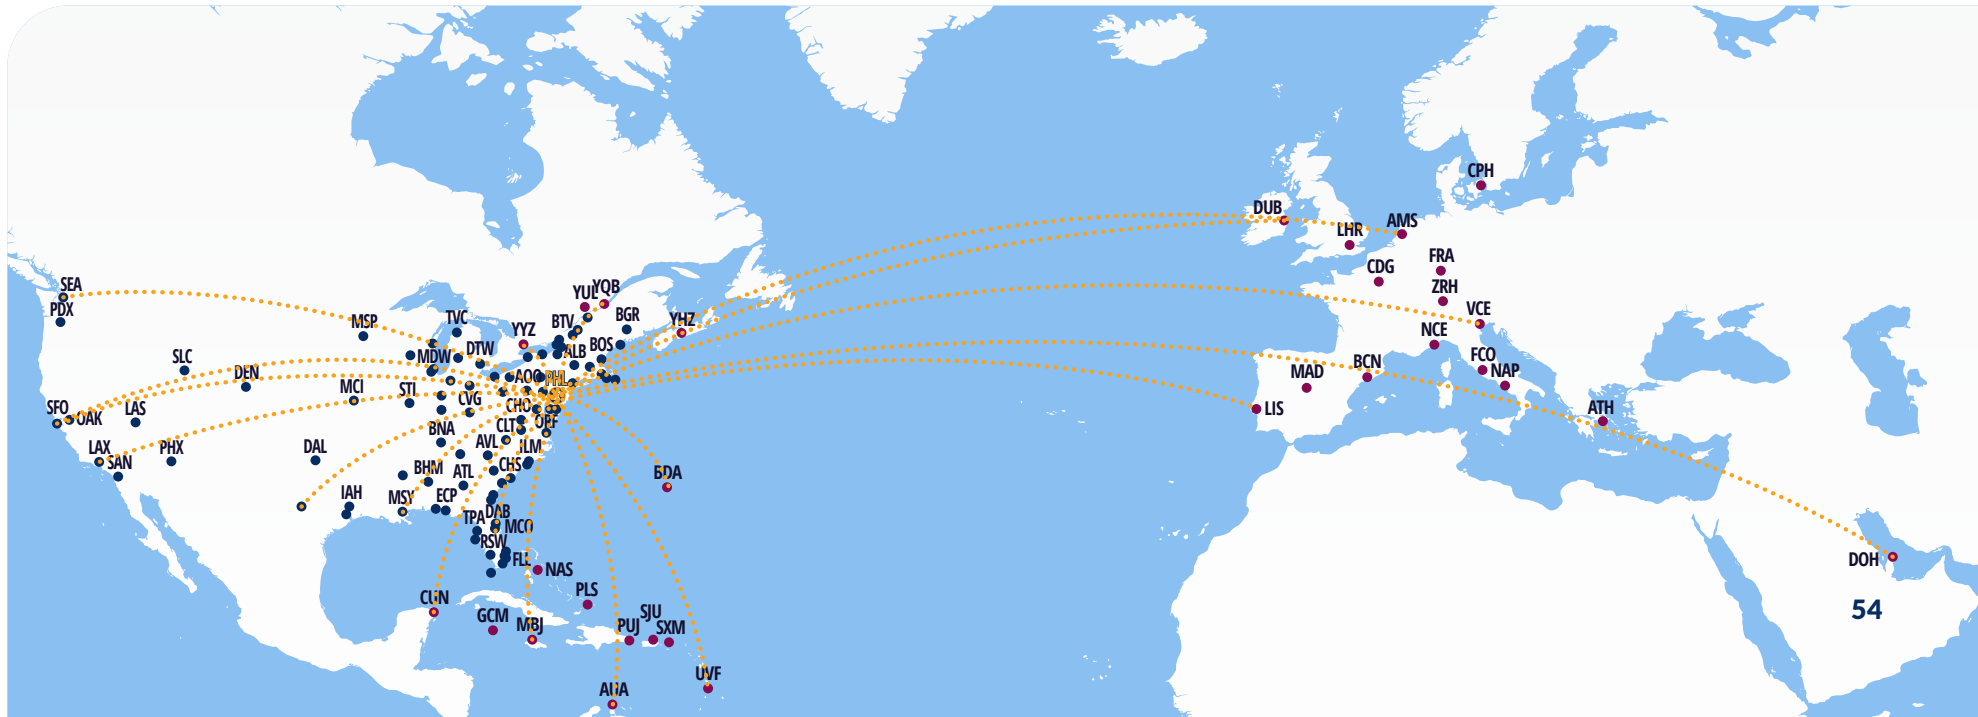 CPH
DUB
AMS
LHR
FRA
CDG
ZRH
SEA
YUL
YQB
VCE
PDX
BGR
TVC
BTV
YHZ
MSP
YYZ
NCE
BOS
DTW
ALB
MDW
SLC
FCO
BCN
NAP
MAD
DEN
PHL
MCI
STL
CVG
CHO
SFO
OAK
LAS
LIS
ATH
CLT
BNA
AVL
ILM
LAX
SAN
PHX
DAL
BHM
ATL
CHS
BDA
IAH
MSY
ECP
TPA
DAB
MCO
RSW
FLL
NAS
DOH
PLS
CUN
GCM
MBJ
SJU
PUJ
SXM
54
UVF
AUA